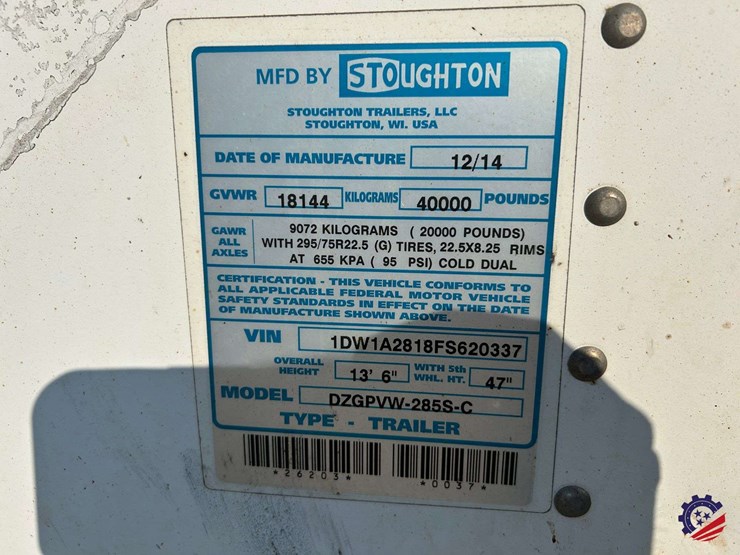 MFD BY STOUGHTON
STOUGHTON TRAILERS, LLC
STOUGHTON, WI. USA
DATE OF MANUFACTURE 12/14
GVWR 18144 KILOGRAMS 40000 POUNDS
GAWR ALL AXLES
9072 KILOGRAMS ( 20000 POUNDS)
WITH 295/75R22.5 (G) TIRES, 22.5X8.25 RIMS
AT 655 KPA ( 95 PSI) COLD DUAL
CERTIFICATION - THIS VEHICLE CONFORMS TO
ALL APPLICABLE FEDERAL MOTOR VEHICLE
SAFETY STANDARDS IN EFFECT ON THE DATE
OF MANUFACTURE SHOWN ABOVE.
VIN 1DW1A2818FS620337
OVERALL HEIGHT 13' 6" WITH 5th WHL. HT. 47"
MODEL DZGPVW-285S-C
TYPE - TRAILER
*26203* *0037*